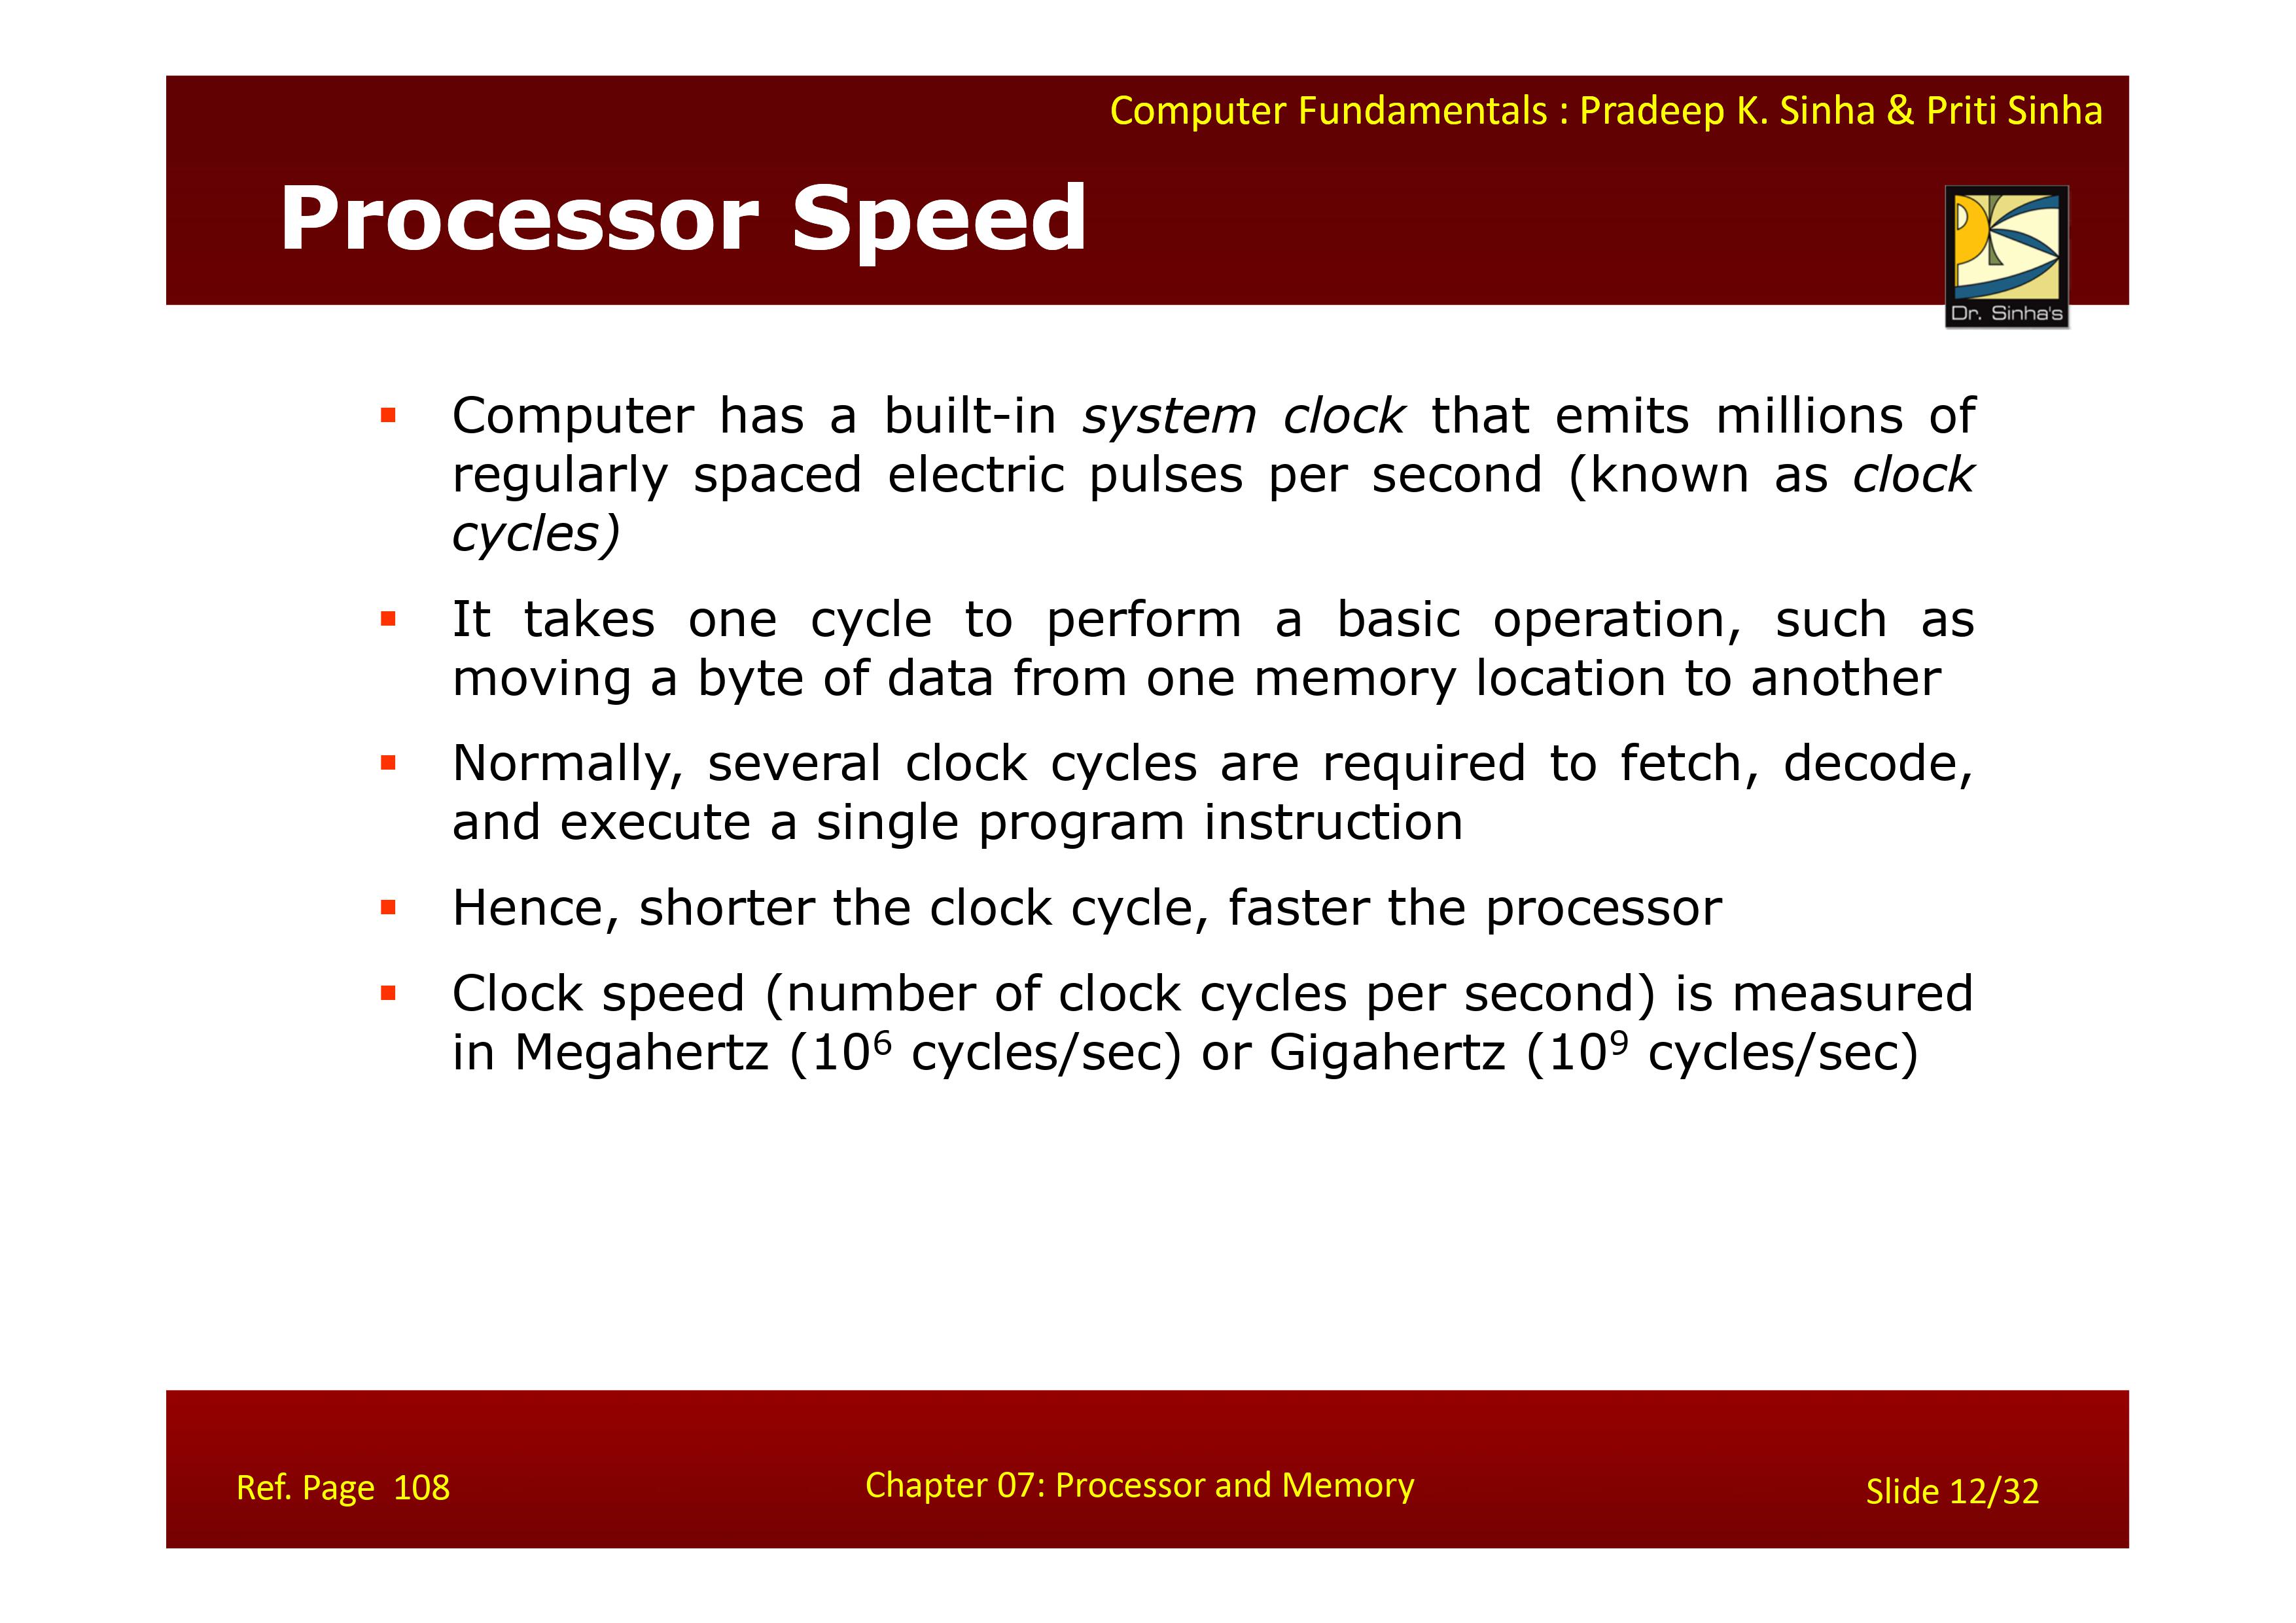 Computer Fundamentals : Pradeep K. Sinha & Priti Sinha
Processor Speed
Dr. Sinha's
▪ Computer has a built-in system clock that emits millions of
regularly spaced electric pulses per second (known as clock
cycles)
▪ It takes one cycle to perform a basic operation, such as
moving a byte of data from one memory location to another
▪ Normally, several clock cycles are required to fetch, decode,
and execute a single program instruction
▪ Hence, shorter the clock cycle, faster the processor
▪ Clock speed (number of clock cycles per second) is measured
in Megahertz (10⁶ cycles/sec) or Gigahertz (10⁹ cycles/sec)
Ref. Page 108
Chapter 07: Processor and Memory
Slide 12/32